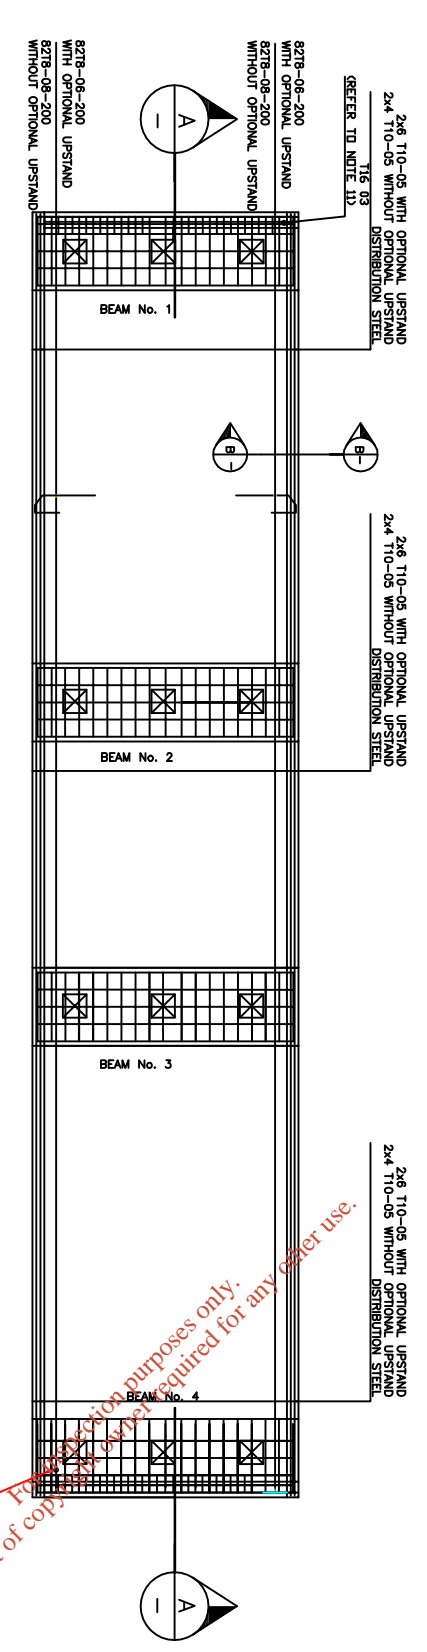 82T8-06-200
WITH OPTIONAL UPSTAND
82T8-08-200
WITHOUT OPTIONAL UPSTAND
82T8-06-200
WITH OPTIONAL UPSTAND
82T8-08-200
WITHOUT OPTIONAL UPSTAND
T16 03
(REFER TO NOTE 11)
2x6 T10-05 WITH OPTIONAL UPSTAND
2x4 T10-05 WITHOUT OPTIONAL UPSTAND
DISTRIBUTION STEEL
A
-
BEAM No. 1
B-
B-
2x6 T10-05 WITH OPTIONAL UPSTAND
2x4 T10-05 WITHOUT OPTIONAL UPSTAND
DISTRIBUTION STEEL
BEAM No. 2
BEAM No. 3
2x6 T10-05 WITH OPTIONAL UPSTAND
2x4 T10-05 WITHOUT OPTIONAL UPSTAND
DISTRIBUTION STEEL
BEAM No. 4
A
-
For inspection purposes only.
t of copyright owner required for any other use.